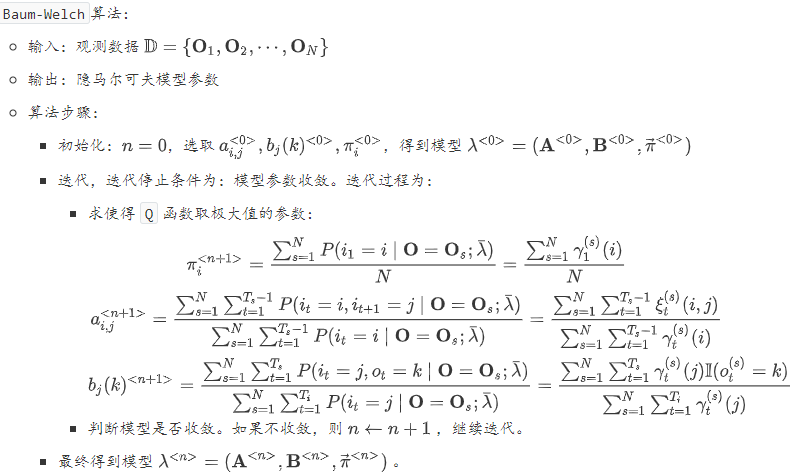 Baum-Welch算法：
输入：观测数据 $\mathbb{D} = \{\mathbf{O}_1, \mathbf{O}_2, \cdots, \mathbf{O}_N\}$
输出：隐马尔可夫模型参数
算法步骤：
初始化：$n = 0$，选取 $a_{i,j}^{<0>}, b_j(k)^{<0>}, \pi_i^{<0>}$，得到模型 $\lambda^{<0>} = (\mathbf{A}^{<0>}, \mathbf{B}^{<0>}, \vec{\pi}^{<0>})$
迭代，迭代停止条件为：模型参数收敛。迭代过程为：
求使得 Q 函数取极大值的参数：
$\pi_i^{<n+1>} = \frac{\sum_{s=1}^{N} P(i_1 = i \mid \mathbf{O} = \mathbf{O}_s; \bar{\lambda})}{N} = \frac{\sum_{s=1}^{N} \gamma_1^{(s)}(i)}{N}$
$a_{i,j}^{<n+1>} = \frac{\sum_{s=1}^{N} \sum_{t=1}^{T_s-1} P(i_t = i, i_{t+1} = j \mid \mathbf{O} = \mathbf{O}_s; \bar{\lambda})}{\sum_{s=1}^{N} \sum_{t=1}^{T_s-1} P(i_t = i \mid \mathbf{O} = \mathbf{O}_s; \bar{\lambda})} = \frac{\sum_{s=1}^{N} \sum_{t=1}^{T_s-1} \xi_t^{(s)}(i,j)}{\sum_{s=1}^{N} \sum_{t=1}^{T_s-1} \gamma_t^{(s)}(i)}$
$b_j(k)^{<n+1>} = \frac{\sum_{s=1}^{N} \sum_{t=1}^{T_s} P(i_t = j, o_t = k \mid \mathbf{O} = \mathbf{O}_s; \bar{\lambda})}{\sum_{s=1}^{N} \sum_{t=1}^{T_i} P(i_t = j \mid \mathbf{O} = \mathbf{O}_s; \bar{\lambda})} = \frac{\sum_{s=1}^{N} \sum_{t=1}^{T_s} \gamma_t^{(s)}(j) \mathbb{I}(o_t^{(s)} = k)}{\sum_{s=1}^{N} \sum_{t=1}^{T_i} \gamma_t^{(s)}(j)}$
判断模型是否收敛。如果不收敛，则 $n \leftarrow n + 1$，继续迭代。
最终得到模型 $\lambda^{<n>} = (\mathbf{A}^{<n>}, \mathbf{B}^{<n>}, \vec{\pi}^{<n>})$。